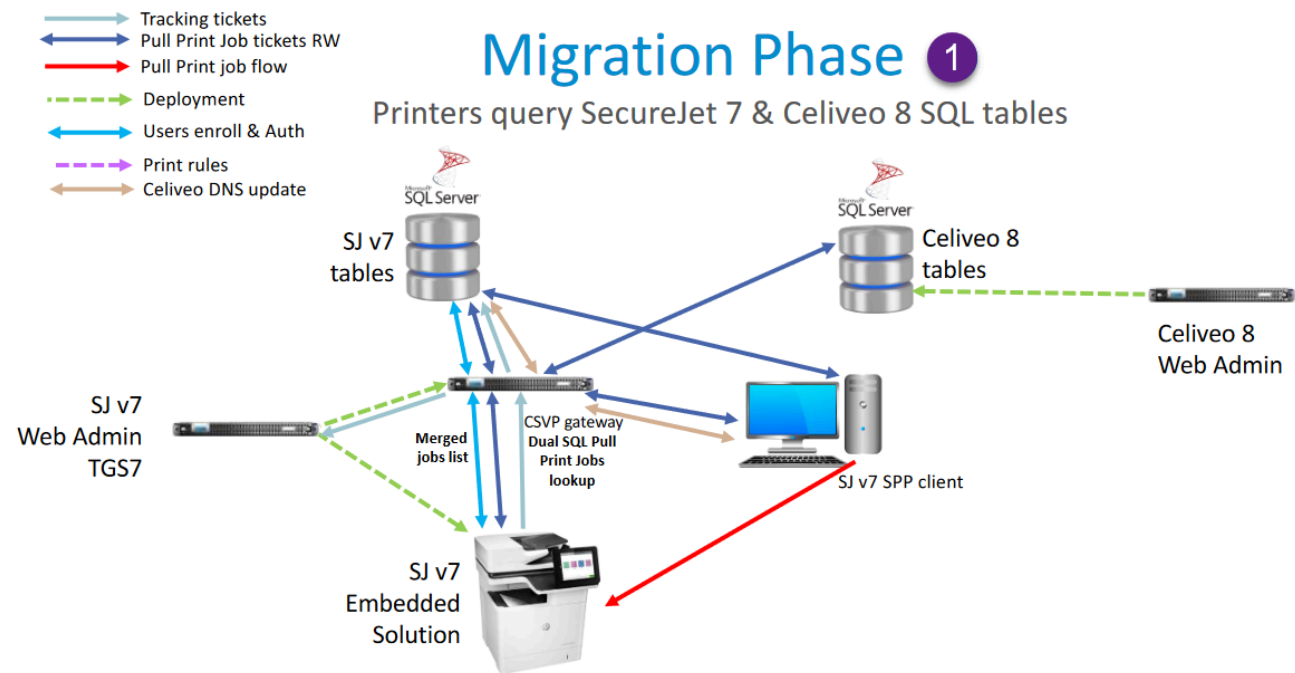 Tracking tickets
Pull Print Job tickets RW
Pull Print job flow
Deployment
Users enroll & Auth
Print rules
Celiveo DNS update
Migration Phase 1
Printers query SecureJet 7 & Celiveo 8 SQL tables
Microsoft
SQL Server
SJ v7
tables
Microsoft
SQL Server
Celiveo 8
tables
Celiveo 8
Web Admin
SJ v7
Web Admin
TGS7
Merged
jobs list
CSVP gateway
Dual SQL Pull
Print Jobs
lookup
SJ v7 SPP client
SJ v7
Embedded
Solution